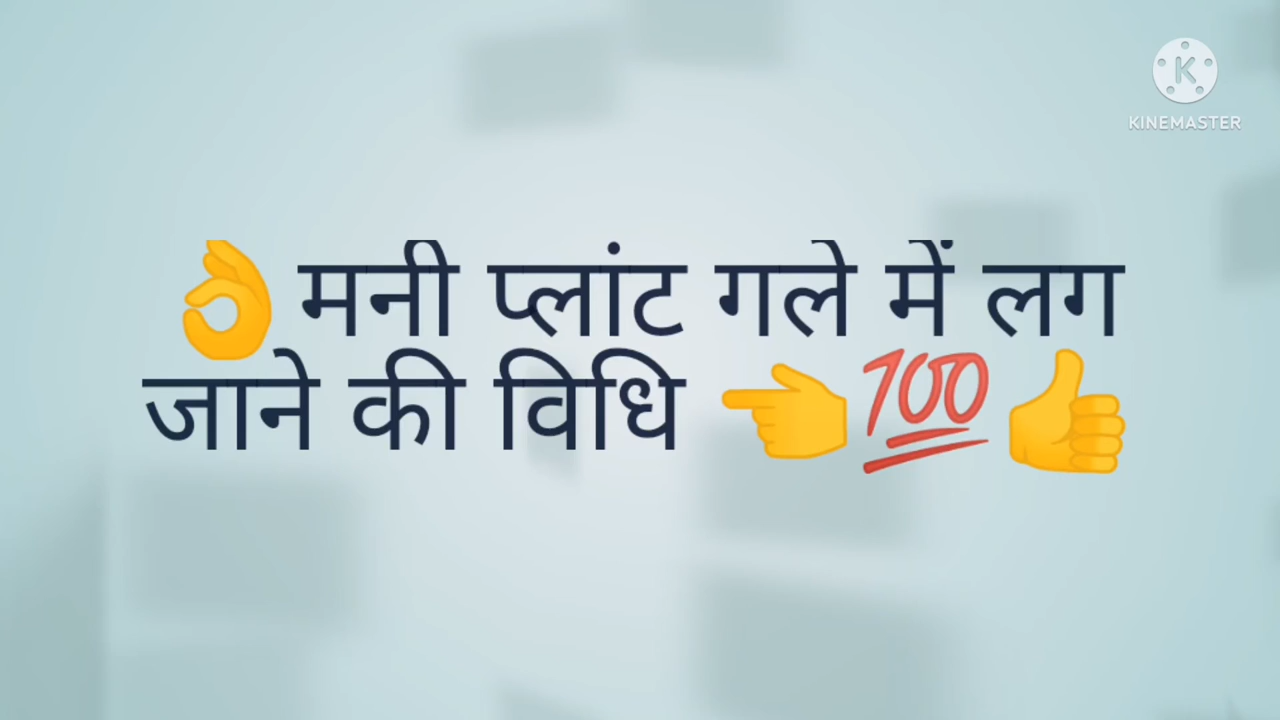 KINEMASTER
👌मनी प्लांट गले में लग
जाने की विधि 👈💯👍